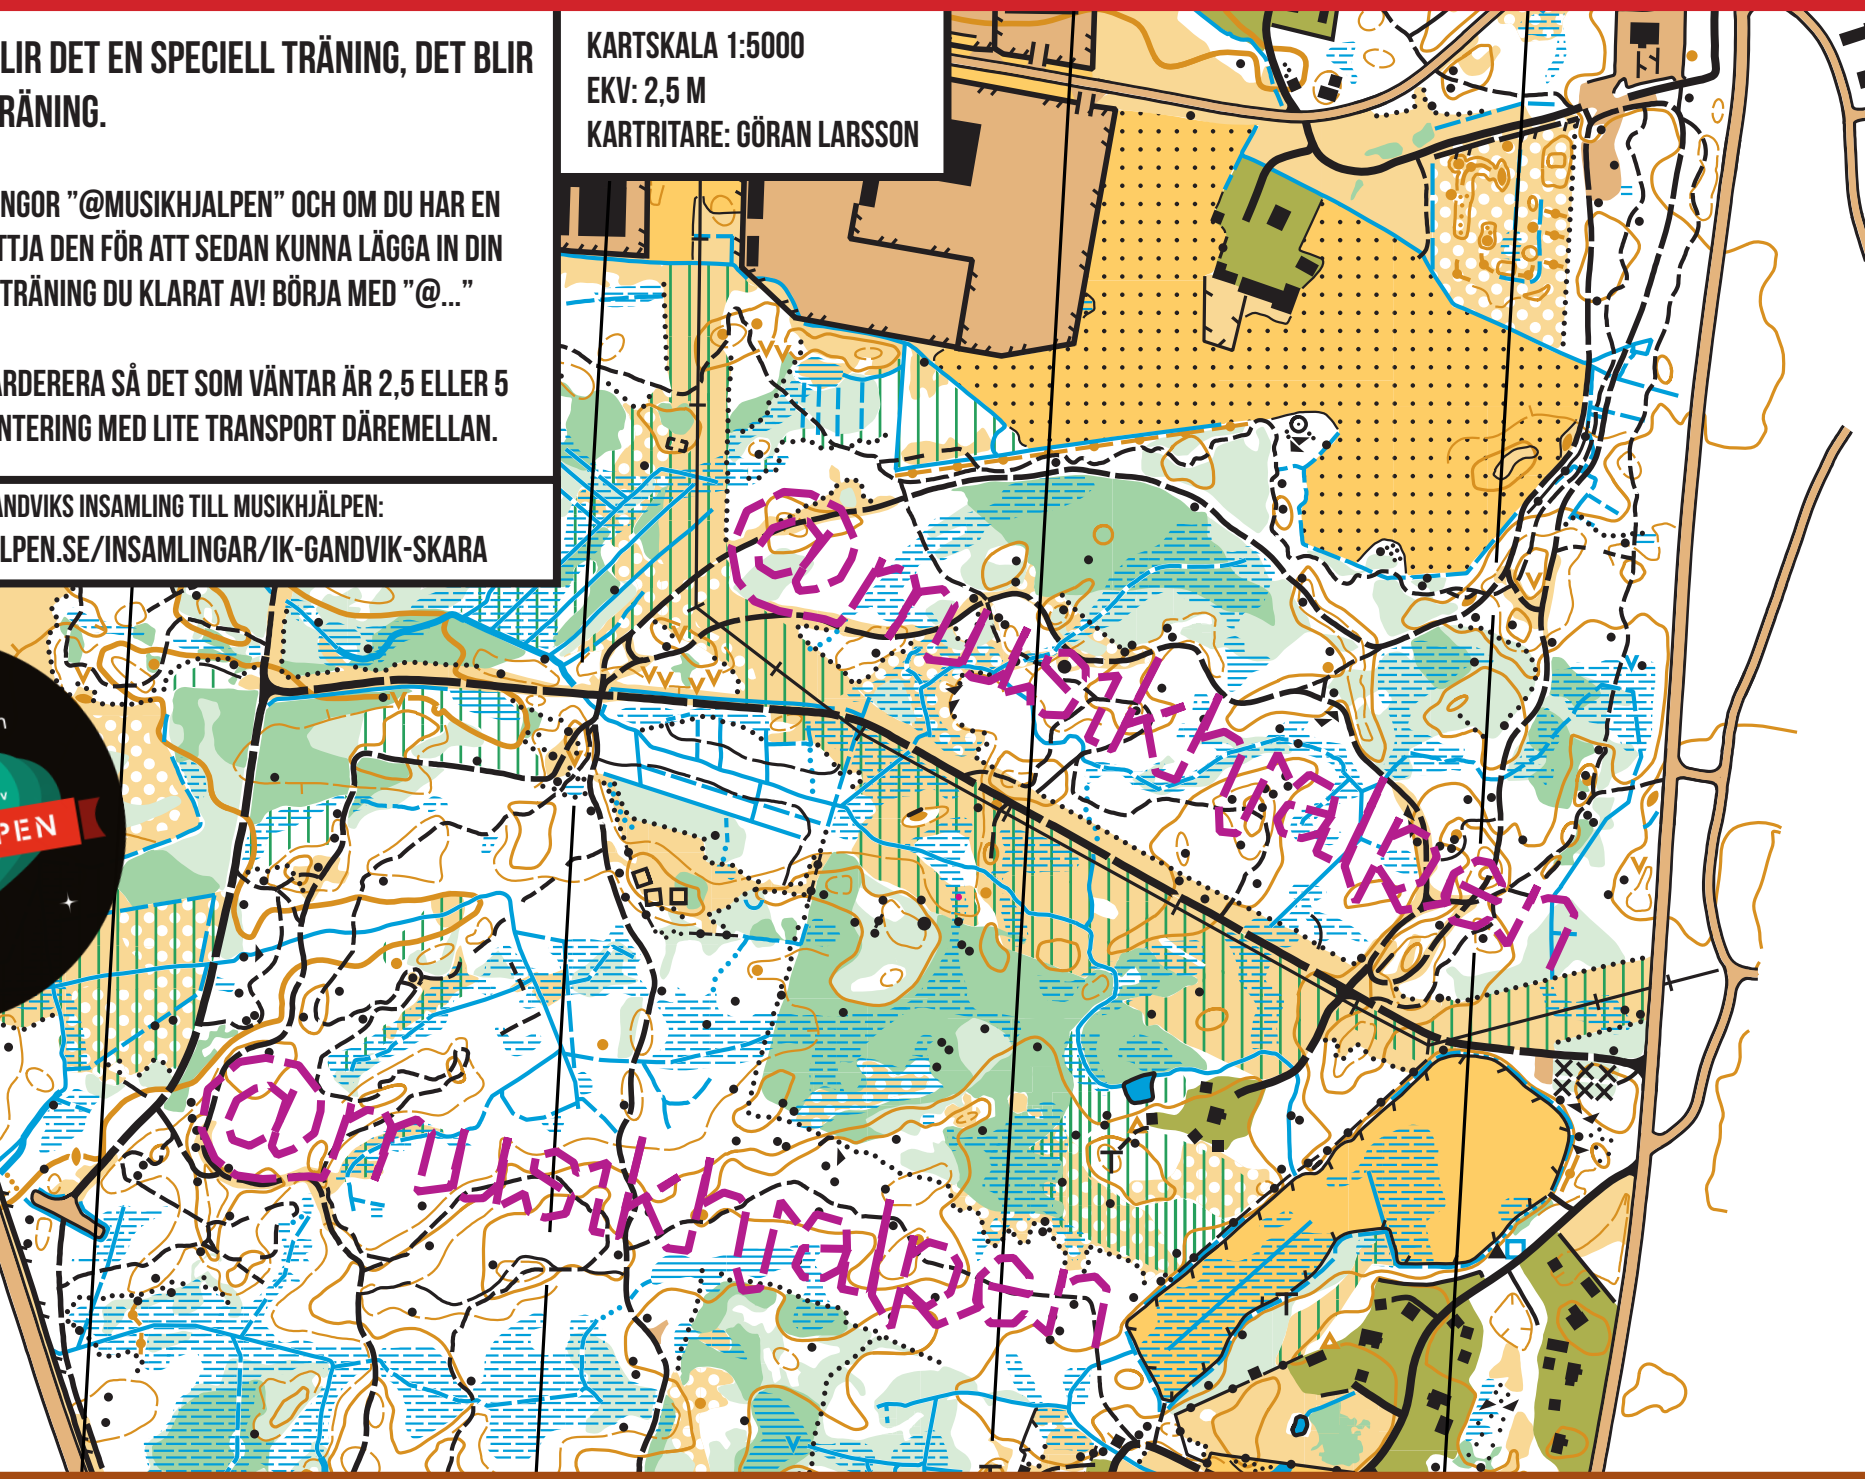 LIR DET EN SPECIELL TRÄNING, DET BLIR
RÄNING.
NGOR ”@MUSIKHJALPEN” OCH OM DU HAR EN
TTJA DEN FÖR ATT SEDAN KUNNA LÄGGA IN DIN
TRÄNING DU KLARAT AV! BÖRJA MED ”@...”
ARDERERA SÅ DET SOM VÄNTAR ÄR 2,5 ELLER 5
NTERING MED LITE TRANSPORT DÄREMELLAN.
ANDVIKS INSAMLING TILL MUSIKHJÄLPEN:
LPEN.SE/INSAMLINGAR/IK-GANDVIK-SKARA
KARTSKALA 1:5000
EKV: 2,5 M
KARTRITARE: GÖRAN LARSSON
@musikhjalpen
n
v
PEN
@musikhjalpen